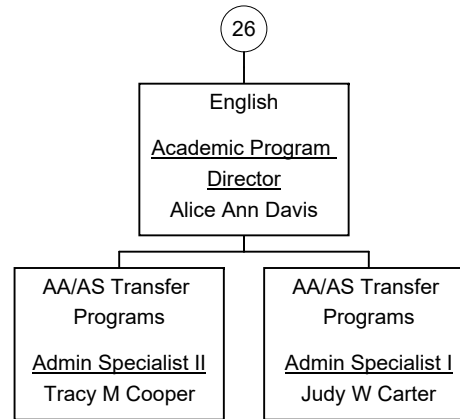 26
English
Academic Program
Director
Alice Ann Davis
AA/AS Transfer
Programs
Admin Specialist II
Tracy M Cooper
AA/AS Transfer
Programs
Admin Specialist I
Judy W Carter